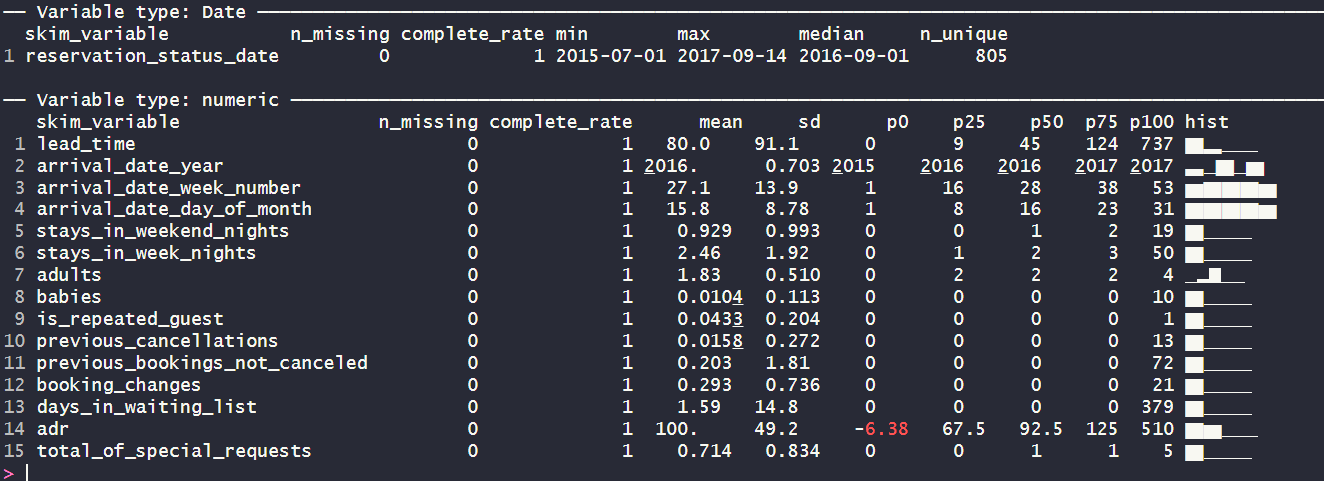 ── Variable type: Date ──────────
skim_variable n_missing complete_rate min max median n_unique
1 reservation_status_date 0 1 2015-07-01 2017-09-14 2016-09-01 805
── Variable type: numeric ──────────
skim_variable n_missing complete_rate mean sd p0 p25 p50 p75 p100 hist
1 lead_time 0 1 80.0 91.1 0 9 45 124 737 ▇▂▁▁▁
2 arrival_date_year 0 1 2016. 0.703 2015 2016 2016 2017 2017 ▃▁▇▁▆
3 arrival_date_week_number 0 1 27.1 13.9 1 16 28 38 53 ▆▇▇▇▆
4 arrival_date_day_of_month 0 1 15.8 8.78 1 8 16 23 31 ▇▇▇▇▆
5 stays_in_weekend_nights 0 1 0.929 0.993 0 0 1 2 19 ▇▁▁▁▁
6 stays_in_week_nights 0 1 2.46 1.92 0 1 2 3 50 ▇▁▁▁▁
7 adults 0 1 1.83 0.510 0 2 2 2 4 ▁▂▇▁▁
8 babies 0 1 0.0104 0.113 0 0 0 0 10 ▇▁▁▁▁
9 is_repeated_guest 0 1 0.0433 0.204 0 0 0 0 1 ▇▁▁▁▁
10 previous_cancellations 0 1 0.0158 0.272 0 0 0 0 13 ▇▁▁▁▁
11 previous_bookings_not_canceled 0 1 0.203 1.81 0 0 0 0 72 ▇▁▁▁▁
12 booking_changes 0 1 0.293 0.736 0 0 0 0 21 ▇▁▁▁▁
13 days_in_waiting_list 0 1 1.59 14.8 0 0 0 0 379 ▇▁▁▁▁
14 adr 0 1 100. 49.2 -6.38 67.5 92.5 125 510 ▇▆▁▁▁
15 total_of_special_requests 0 1 0.714 0.834 0 0 1 1 5 ▇▁▁▁▁
>